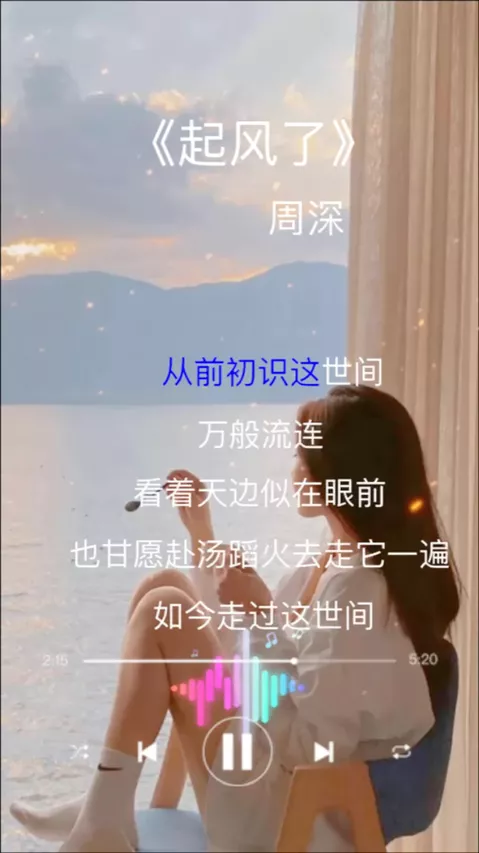 《起风了》
周深
从前初识这世间
万般流连
看着天边似在眼前
也甘愿赴汤蹈火去走它一遍
如今走过这世间
2:15 5:20